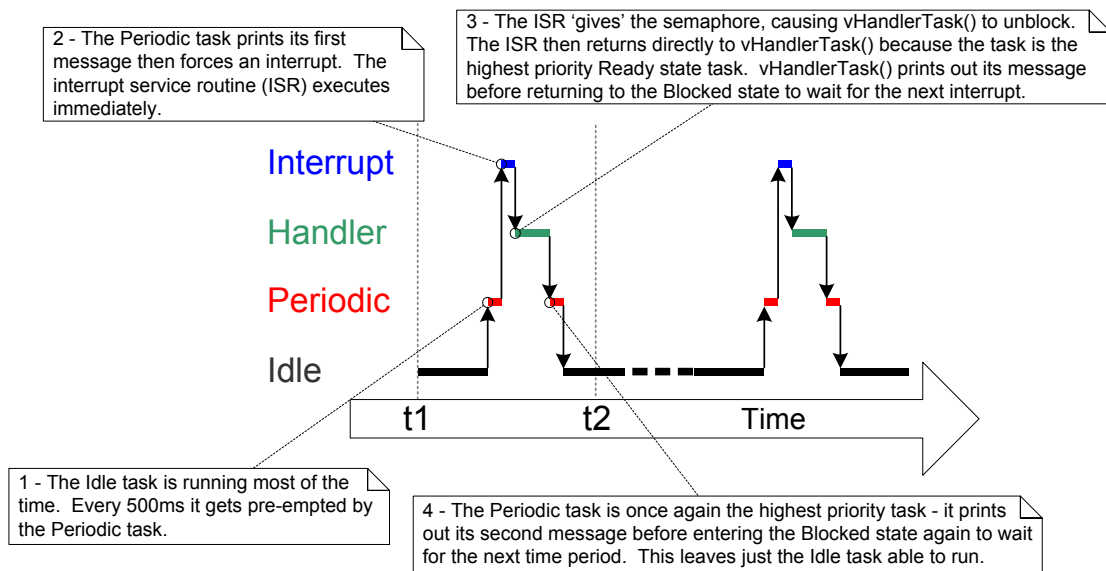 2 - The Periodic task prints its first
message then forces an interrupt. The
interrupt service routine (ISR) executes
immediately.
3 - The ISR ‘gives’ the semaphore, causing vHandlerTask() to unblock.
The ISR then returns directly to vHandlerTask() because the task is the
highest priority Ready state task. vHandlerTask() prints out its message
before returning to the Blocked state to wait for the next interrupt.
Interrupt
Handler
Periodic
Idle
t1
t2
Time
1 - The Idle task is running most of the
time. Every 500ms it gets pre-empted by
the Periodic task.
4 - The Periodic task is once again the highest priority task - it prints
out its second message before entering the Blocked state again to wait
for the next time period. This leaves just the Idle task able to run.